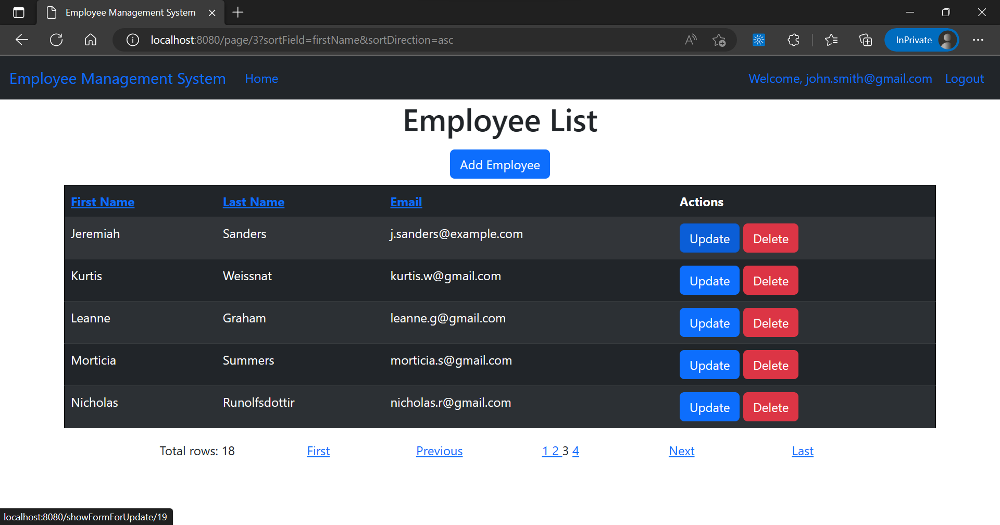 Employee Management System
localhost:8080/page/3?sortField=firstName&sortDirection=asc
InPrivate
Employee Management System Home Welcome, john.smith@gmail.com Logout
Employee List
Add Employee
First Name Last Name Email Actions
Jeremiah Sanders j.sanders@example.com Update Delete
Kurtis Weissnat kurtis.w@gmail.com Update Delete
Leanne Graham leanne.g@gmail.com Update Delete
Morticia Summers morticia.s@gmail.com Update Delete
Nicholas Runolfsdottir nicholas.r@gmail.com Update Delete
Total rows: 18 First Previous 1 2 3 4 Next Last
localhost:8080/showFormForUpdate/19